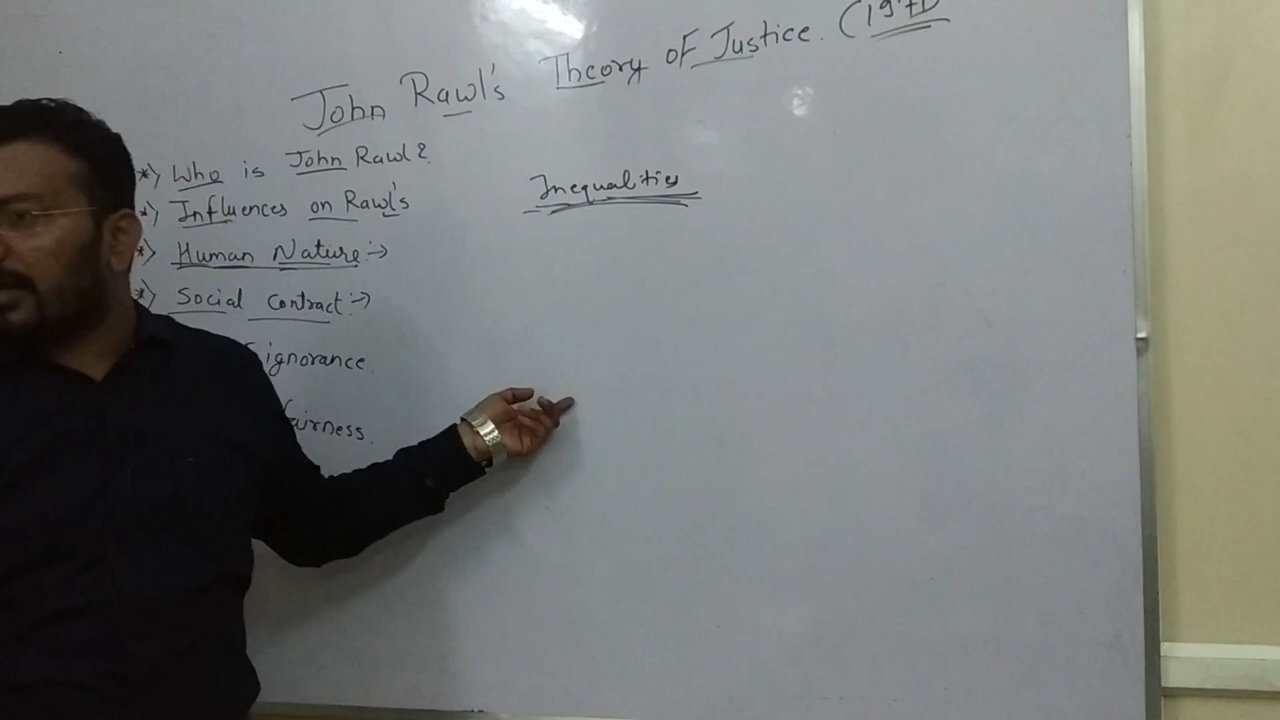 John Rawl's Theory of Justice. (1971)
*) Who is John Rawl?
*) Influences on Rawl's
*) Human Nature:→
*) Social Contract:→
ignorance.
fairness.
Inequalities